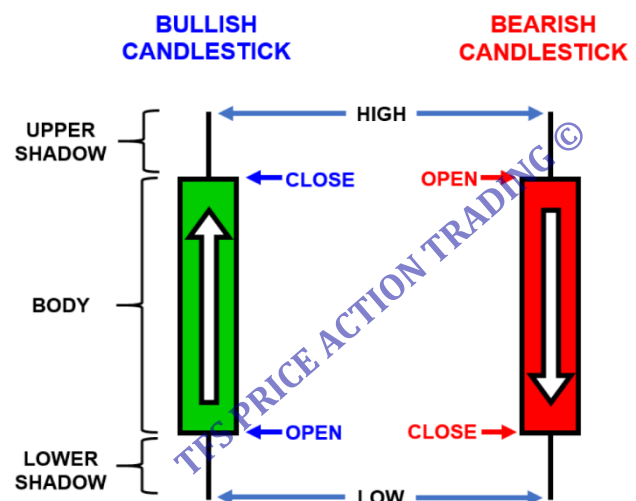 BULLISH
CANDLESTICK
BEARISH
CANDLESTICK
HIGH
UPPER
SHADOW
CLOSE
OPEN
BODY
OPEN
CLOSE
LOWER
SHADOW
LOW
TFS PRICE ACTION TRADING ©